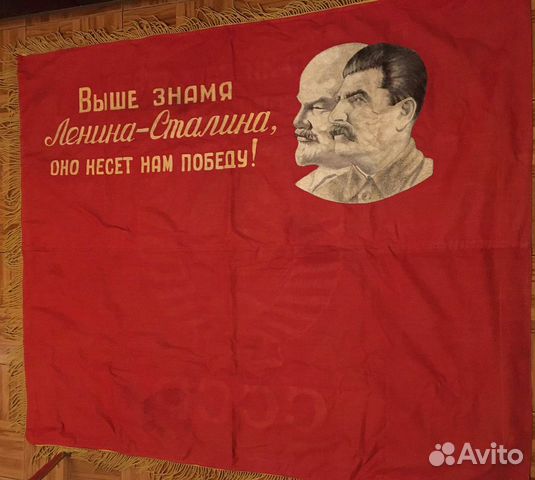 Выше знамя
Ленина-Сталина,
оно несет нам победу!
СССР
Avito